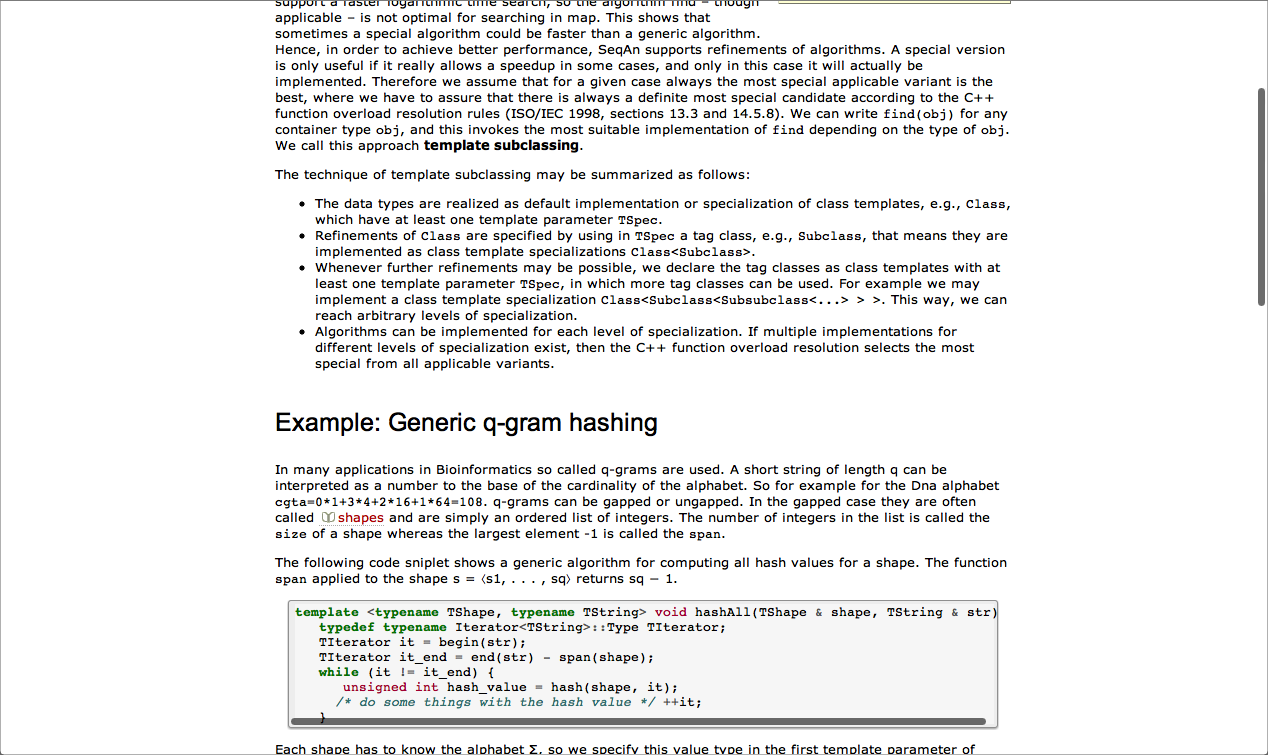 support a faster logarithmic time search, so the algorithm find – though
applicable – is not optimal for searching in map. This shows that
sometimes a special algorithm could be faster than a generic algorithm.
Hence, in order to achieve better performance, SeqAn supports refinements of algorithms. A special version
is only useful if it really allows a speedup in some cases, and only in this case it will actually be
implemented. Therefore we assume that for a given case always the most special applicable variant is the
best, where we have to assure that there is always a definite most special candidate according to the C++
function overload resolution rules (ISO/IEC 1998, sections 13.3 and 14.5.8). We can write find(obj) for any
container type obj, and this invokes the most suitable implementation of find depending on the type of obj.
We call this approach template subclassing.
The technique of template subclassing may be summarized as follows:
• The data types are realized as default implementation or specialization of class templates, e.g., Class,
which have at least one template parameter TSpec.
• Refinements of Class are specified by using in TSpec a tag class, e.g., Subclass, that means they are
implemented as class template specializations Class<Subclass>.
• Whenever further refinements may be possible, we declare the tag classes as class templates with at
least one template parameter TSpec, in which more tag classes can be used. For example we may
implement a class template specialization Class<Subclass<Subsubclass<...> > >. This way, we can
reach arbitrary levels of specialization.
• Algorithms can be implemented for each level of specialization. If multiple implementations for
different levels of specialization exist, then the C++ function overload resolution selects the most
special from all applicable variants.
Example: Generic q-gram hashing
In many applications in Bioinformatics so called q-grams are used. A short string of length q can be
interpreted as a number to the base of the cardinality of the alphabet. So for example for the Dna alphabet
cgta=0*1+3*4+2*16+1*64=108. q-grams can be gapped or ungapped. In the gapped case they are often
called shapes and are simply an ordered list of integers. The number of integers in the list is called the
size of a shape whereas the largest element -1 is called the span.
The following code sniplet shows a generic algorithm for computing all hash values for a shape. The function
span applied to the shape s = ⟨s1, . . . , sq⟩ returns sq − 1.
template <typename TShape, typename TString> void hashAll(TShape & shape, TString & str)
typedef typename Iterator<TString>::Type TIterator;
TIterator it = begin(str);
TIterator it_end = end(str) - span(shape);
while (it != it_end) {
unsigned int hash_value = hash(shape, it);
/* do some things with the hash value */ ++it;
}
Each shape has to know the alphabet Σ, so we specify this value type in the first template parameter of